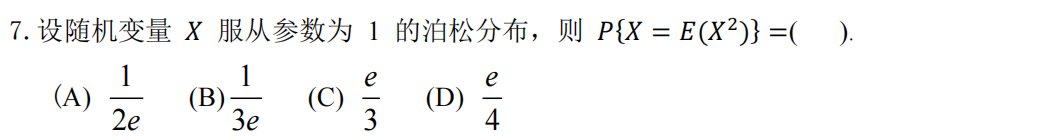 7. 设随机变量 X 服从参数为 1 的泊松分布，则 P{X = E(X²)} =(    ).
(A) 1/2e (B) 1/3e (C) e/3 (D) e/4